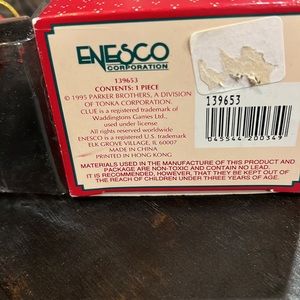 ENESCO
CORPORATION
139653
CONTENTS: 1 PIECE
© 1995 PARKER BROTHERS, A DIVISION
OF TONKA CORPORATION.
CLUE is a registered trademark of
Waddingtons Games Ltd.,
used under license
All rights reserved worldwide
ENESCO is a registered U.S. trademark
ELK GROVE VILLAGE, IL 60007
MADE IN CHINA
PRINTED IN HONG KONG
139653
MATERIALS USED IN THE MANUFACTURE OF THIS PRODUCT AND
PACKAGE ARE NON-TOXIC AND CONTAIN NO LEAD.
IT IS RECOMMENDED, HOWEVER, THAT THEY BE KEPT OUT OF
THE REACH OF CHILDREN UNDER THREE YEARS OF AGE.